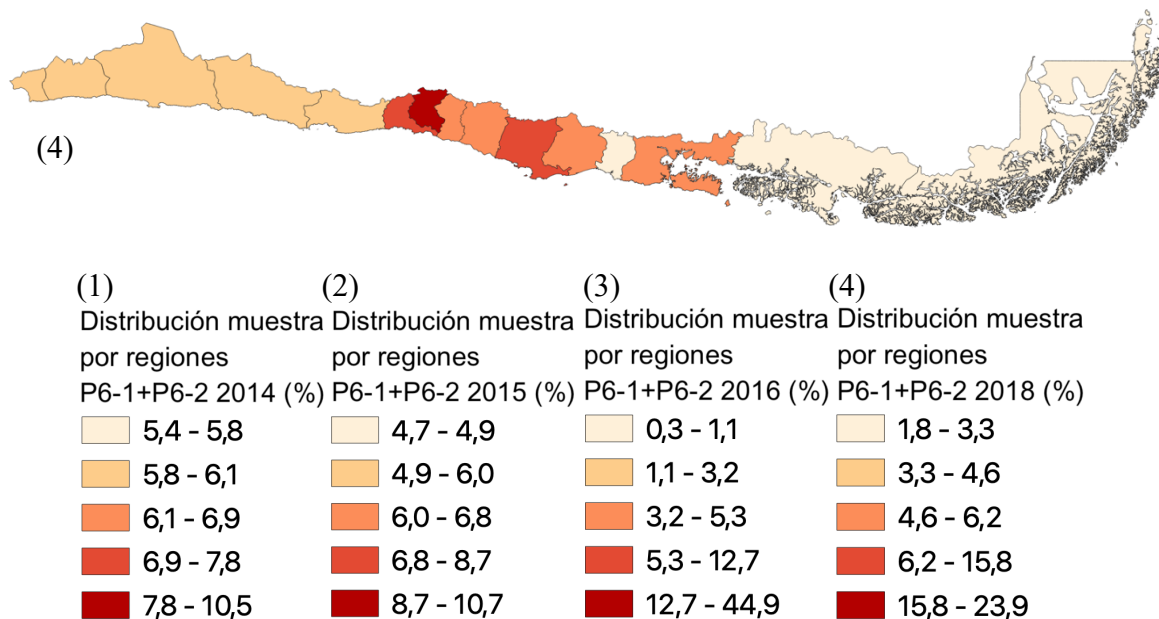 (4)
(1)
Distribución muestra
por regiones
P6-1+P6-2 2014 (%)
5,4 – 5,8
5,8 – 6,1
6,1 – 6,9
6,9 – 7,8
7,8 – 10,5
(2)
Distribución muestra
por regiones
P6-1+P6-2 2015 (%)
4,7 – 4,9
4,9 – 6,0
6,0 – 6,8
6,8 – 8,7
8,7 – 10,7
(3)
Distribución muestra
por regiones
P6-1+P6-2 2016 (%)
0,3 – 1,1
1,1 – 3,2
3,2 – 5,3
5,3 – 12,7
12,7 – 44,9
(4)
Distribución muestra
por regiones
P6-1+P6-2 2018 (%)
1,8 – 3,3
3,3 – 4,6
4,6 – 6,2
6,2 – 15,8
15,8 – 23,9